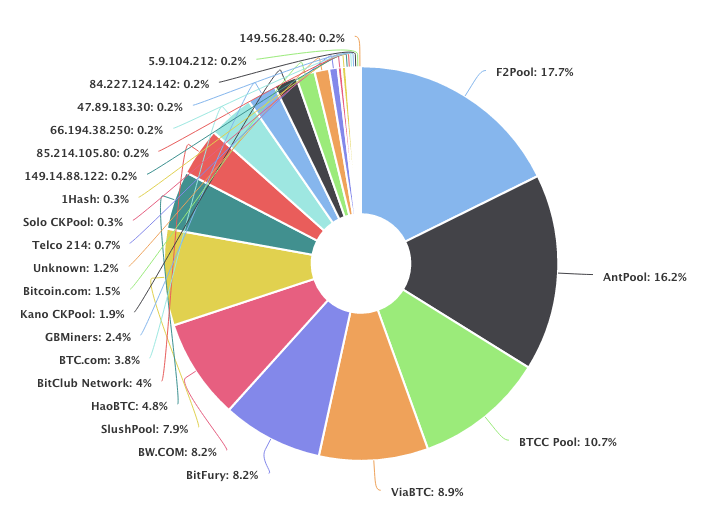 149.56.28.40: 0.2%
5.9.104.212: 0.2%
84.227.124.142: 0.2%
47.89.183.30: 0.2%
66.194.38.250: 0.2%
85.214.105.80: 0.2%
149.14.88.122: 0.2%
1Hash: 0.3%
Solo CKPool: 0.3%
Telco 214: 0.7%
Unknown: 1.2%
Bitcoin.com: 1.5%
Kano CKPool: 1.9%
GBMiners: 2.4%
BTC.com: 3.8%
BitClub Network: 4%
HaoBTC: 4.8%
SlushPool: 7.9%
BW.COM: 8.2%
BitFury: 8.2%
ViaBTC: 8.9%
BTCC Pool: 10.7%
AntPool: 16.2%
F2Pool: 17.7%